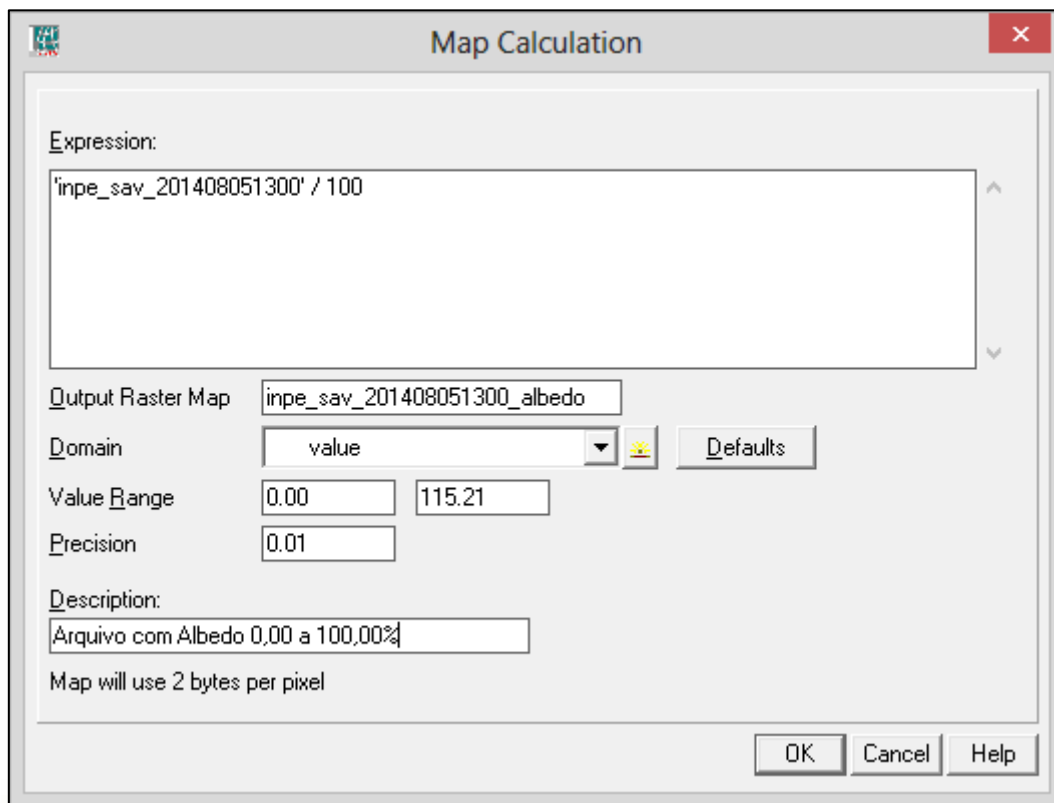 Map Calculation
Expression:
'inpe_sav_201408051300' / 100
Output Raster Map inpe_sav_201408051300_albedo
Domain value Defaults
Value Range 0.00 115.21
Precision 0.01
Description:
Arquivo com Albedo 0,00 a 100,00%
Map will use 2 bytes per pixel
OK Cancel Help